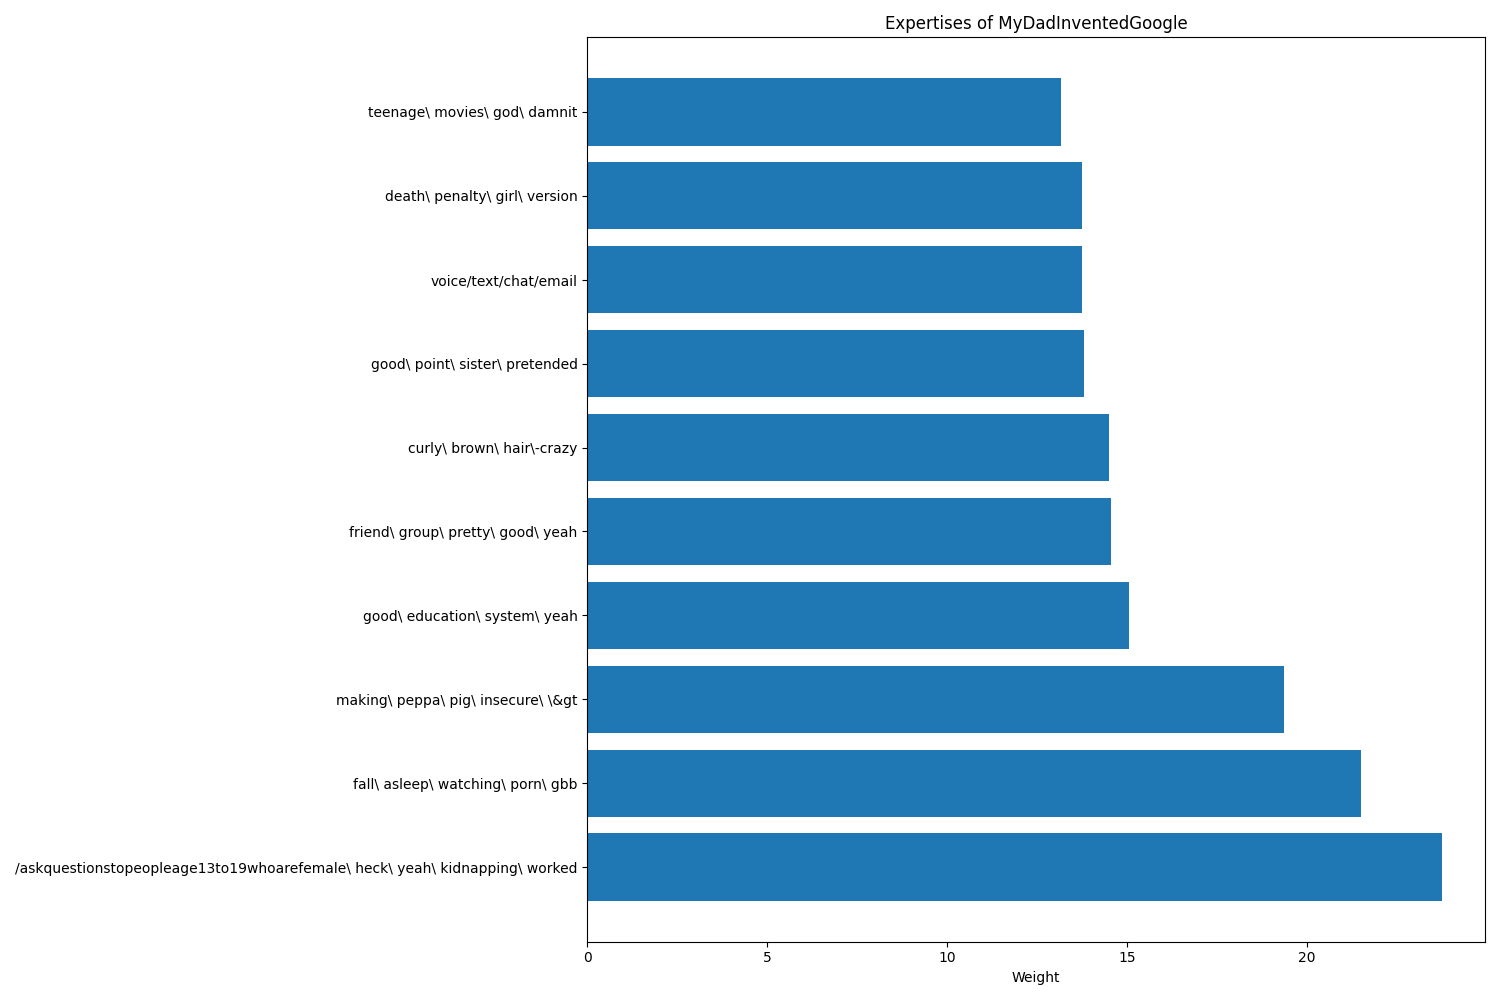 Expertises of MyDadInventedGoogle
teenage\ movies\ god\ damnit
death\ penalty\ girl\ version
voice/text/chat/email
good\ point\ sister\ pretended
curly\ brown\ hair\-crazy
friend\ group\ pretty\ good\ yeah
good\ education\ system\ yeah
making\ peppa\ pig\ insecure\ \&gt
fall\ asleep\ watching\ porn\ gbb
/askquestionstopeopleage13to19whoarefemale\ heck\ yeah\ kidnapping\ worked
0 5 10 15 20
Weight